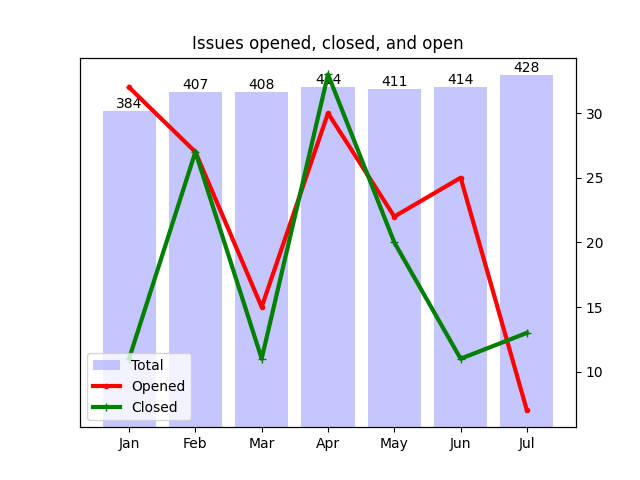 Issues opened, closed, and open
384
407
408
414
411
414
428
30
25
20
15
10
Total
Opened
Closed
Jan Feb Mar Apr May Jun Jul